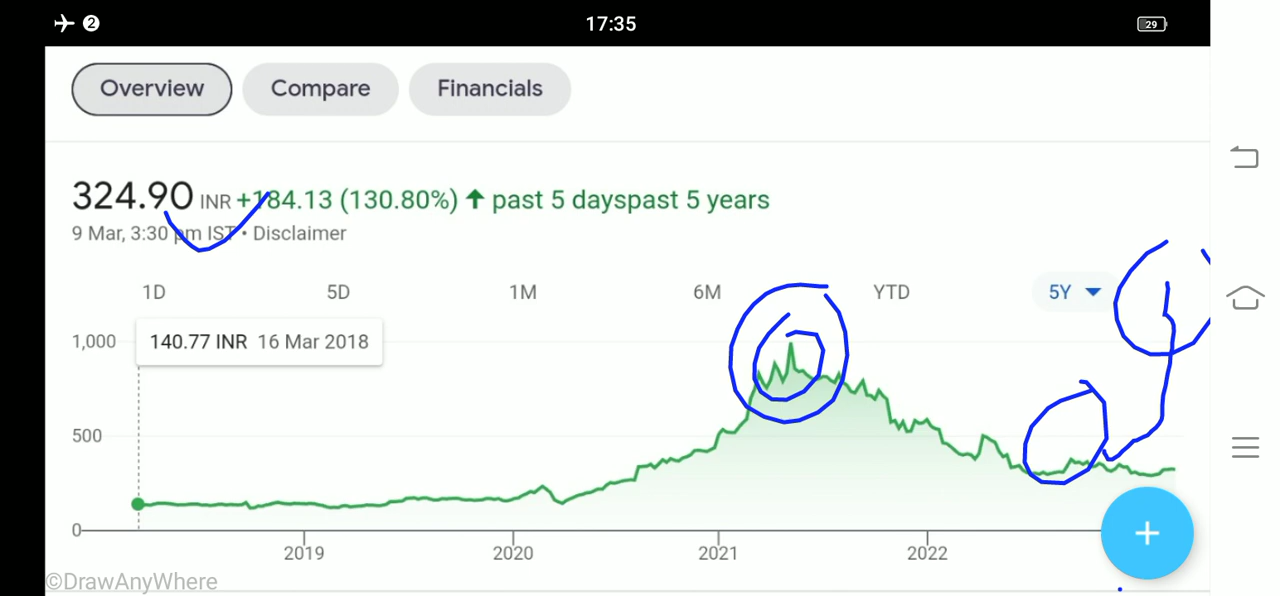 2 17:35 29
Overview Compare Financials
324.90 INR +184.13 (130.80%) ↑ past 5 dayspast 5 years
9 Mar, 3:30 pm IST • Disclaimer
1D 5D 1M 6M YTD 5Y
1,000 140.77 INR 16 Mar 2018
500
0
2019 2020 2021 2022
©DrawAnyWhere